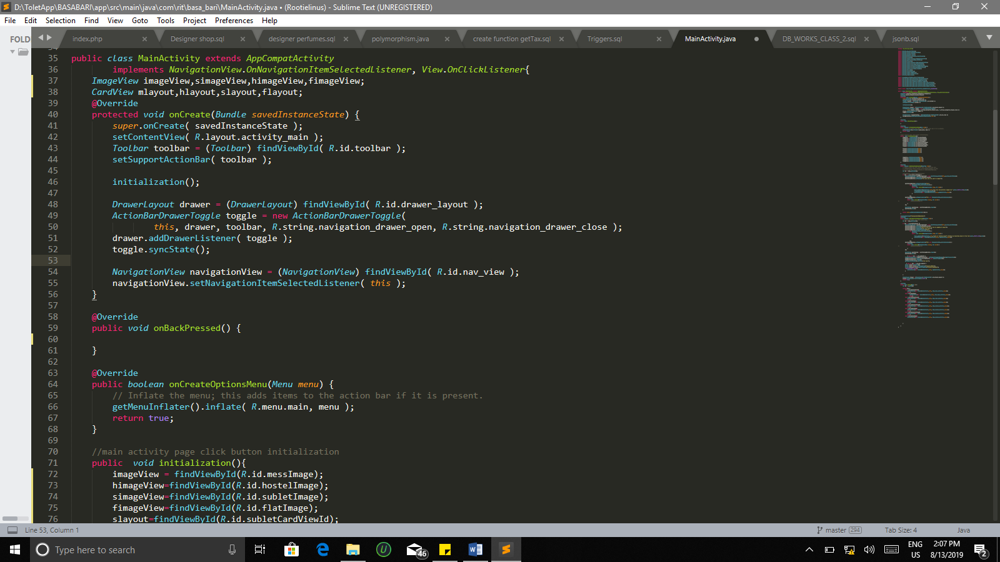 D:\ToletApp\BASABARI\app\src\main\java\com\rit\basa_bari\MainActivity.java • (Rootielinus) - Sublime Text (UNREGISTERED)
File Edit Selection Find View Goto Tools Project Preferences Help
FOLD
index.php Designer shop.sql designer perfumes.sql polymorphism.java create function getTax.sql Triggers.sql MainActivity.java DB_WORKS_CLASS_2.sql jsonb.sql
35 public class MainActivity extends AppCompatActivity
36 implements NavigationView.OnNavigationItemSelectedListener, View.OnClickListener{
37 ImageView imageView,simageView,himageView,fimageView;
38 CardView mlayout,hlayout,slayout,flayout;
39 @Override
40 protected void onCreate(Bundle savedInstanceState) {
41 super.onCreate( savedInstanceState );
42 setContentView( R.layout.activity_main );
43 Toolbar toolbar = (Toolbar) findViewById( R.id.toolbar );
44 setSupportActionBar( toolbar );
45
46 initialization();
47
48 DrawerLayout drawer = (DrawerLayout) findViewById( R.id.drawer_layout );
49 ActionBarDrawerToggle toggle = new ActionBarDrawerToggle(
50 this, drawer, toolbar, R.string.navigation_drawer_open, R.string.navigation_drawer_close );
51 drawer.addDrawerListener( toggle );
52 toggle.syncState();
53
54 NavigationView navigationView = (NavigationView) findViewById( R.id.nav_view );
55 navigationView.setNavigationItemSelectedListener( this );
56 }
57
58 @Override
59 public void onBackPressed() {
60
61 }
62
63 @Override
64 public boolean onCreateOptionsMenu(Menu menu) {
65 // Inflate the menu; this adds items to the action bar if it is present.
66 getMenuInflater().inflate( R.menu.main, menu );
67 return true;
68 }
69
70 //main activity page click button initialization
71 public  void initialization(){
72 imageView = findViewById(R.id.messImage);
73 himageView=findViewById(R.id.hostelImage);
74 simageView=findViewById(R.id.subletImage);
75 fimageView=findViewById(R.id.flatImage);
76 slayout=findViewById(R.id.subletCardViewId);
Line 53, Column 1 master 294 Tab Size: 4 Java
Type here to search 46 ENG US 2:07 PM 8/13/2019 2